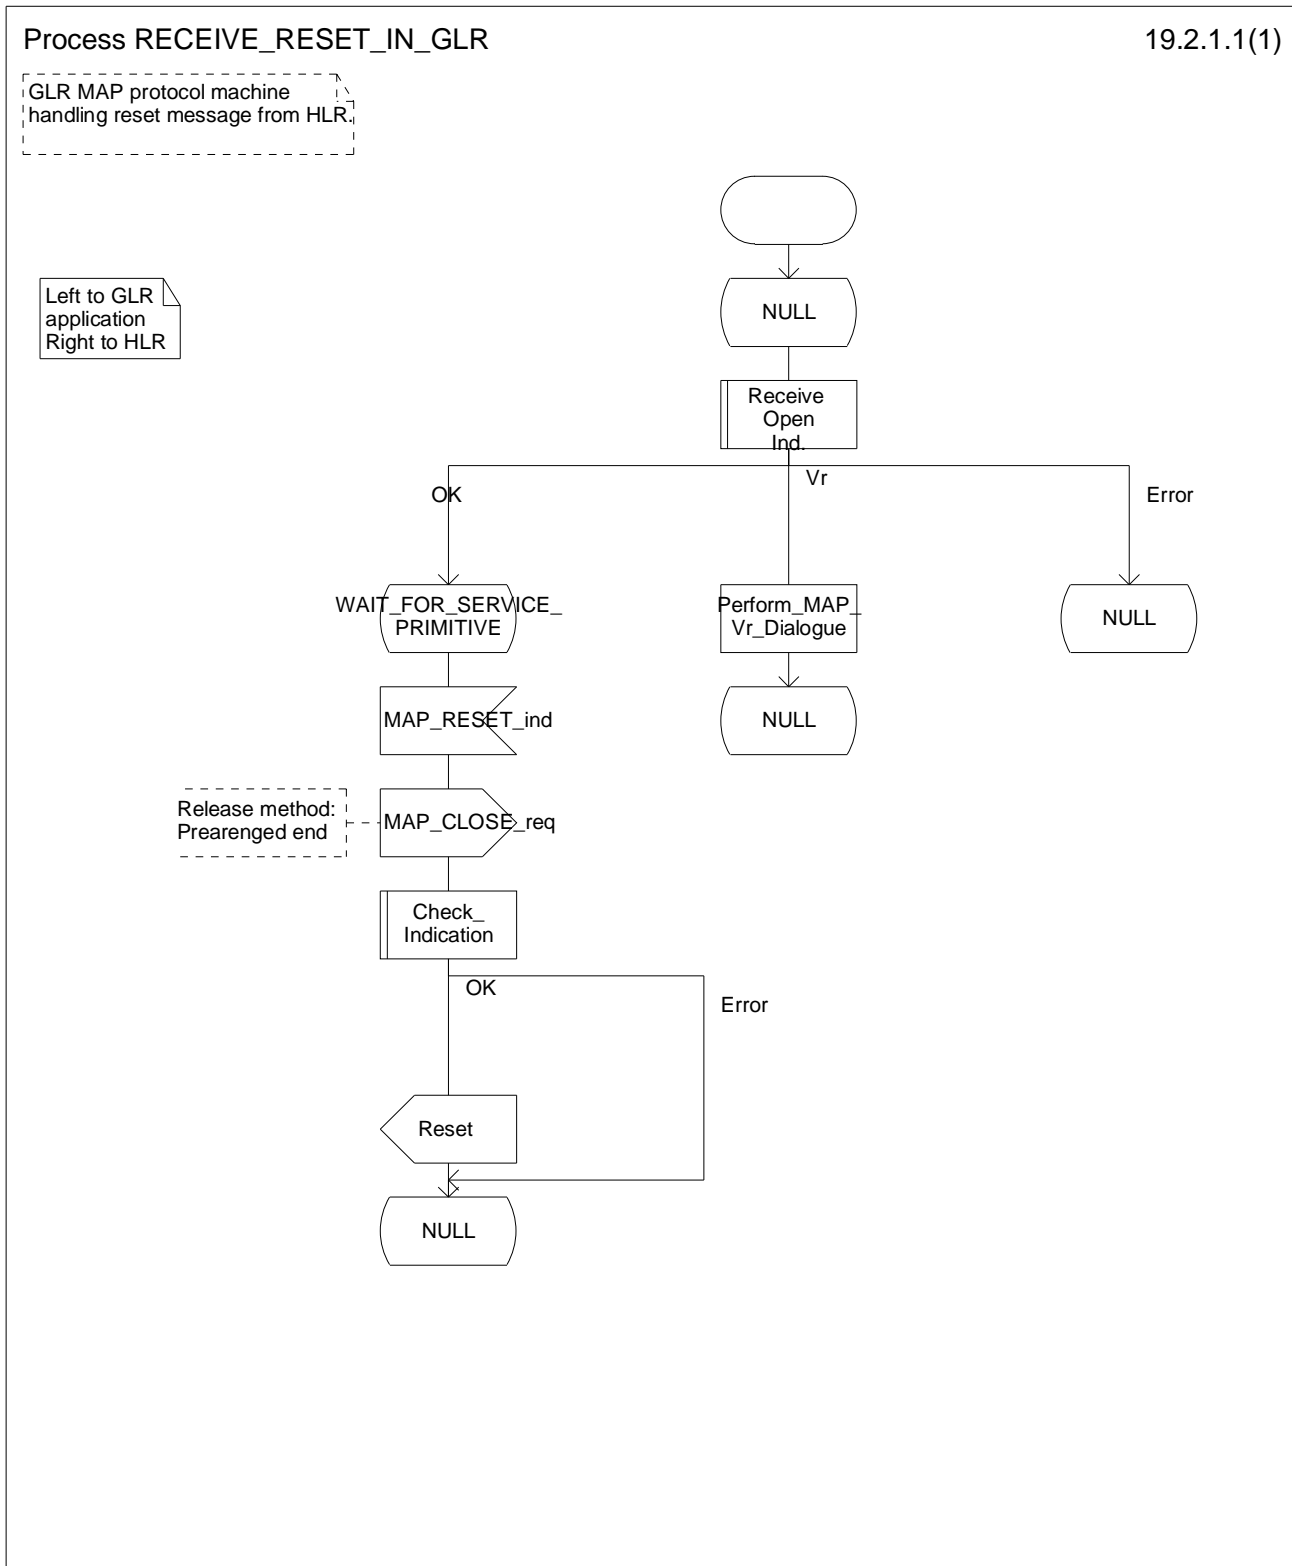 Process RECEIVE_RESET_IN_GLR
19.2.1.1(1)
GLR MAP protocol machine
handling reset message from HLR.
Left to GLR
application
Right to HLR
NULL
Receive
Open
Ind.
OK
Vr
Error
WAIT_FOR_SERVICE_
PRIMITIVE
Perform_MAP_
Vr_Dialogue
NULL
MAP_RESET_ind
NULL
Release method:
Prearenged end
MAP_CLOSE_req
Check_
Indication
OK
Error
Reset
NULL